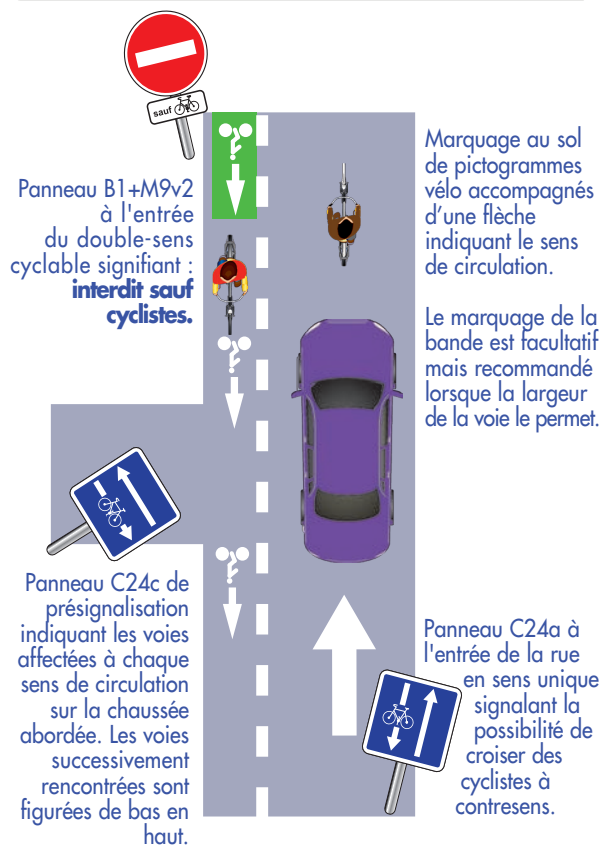 sauf
Panneau B1+M9v2
à l'entrée
du double-sens
cyclable signifiant :
interdit sauf
cyclistes.
Marquage au sol
de pictogrammes
vélo accompagnés
d’une flèche
indiquant le sens
de circulation.
Le marquage de la
bande est facultatif
mais recommandé
lorsque la largeur
de la voie le permet.
Panneau C24c de
présignalisation
indiquant les voies
affectées à chaque
sens de circulation
sur la chaussée
abordée. Les voies
successivement
rencontrées sont
figurées de bas en
haut.
Panneau C24a à
l'entrée de la rue
en sens unique
signalant la
possibilité de
croiser des
cyclistes à
contresens.